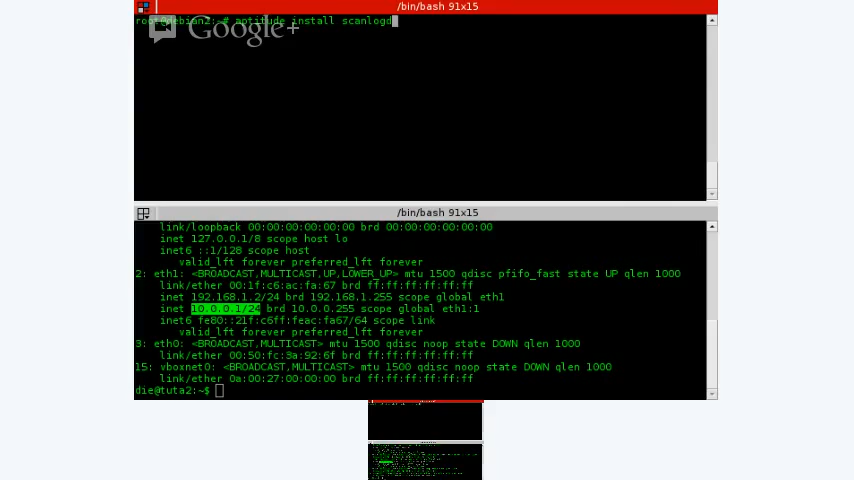 /bin/bash 91x15
root@debian2:~# aptitude install scanlogd
Google+
/bin/bash 91x15
link/loopback 00:00:00:00:00:00 brd 00:00:00:00:00:00
inet 127.0.0.1/8 scope host lo
inet6 ::1/128 scope host
valid_lft forever preferred_lft forever
2: eth1: <BROADCAST,MULTICAST,UP,LOWER_UP> mtu 1500 qdisc pfifo_fast state UP qlen 1000
link/ether 00:1f:c6:ac:fa:67 brd ff:ff:ff:ff:ff:ff
inet 192.168.1.2/24 brd 192.168.1.255 scope global eth1
inet 10.0.0.1/24 brd 10.0.0.255 scope global eth1:1
inet6 fe80::21f:c6ff:feac:fa67/64 scope link
valid_lft forever preferred_lft forever
3: eth0: <BROADCAST,MULTICAST> mtu 1500 qdisc noop state DOWN qlen 1000
link/ether 00:50:fc:3a:92:6f brd ff:ff:ff:ff:ff:ff
15: vboxnet0: <BROADCAST,MULTICAST> mtu 1500 qdisc noop state DOWN qlen 1000
link/ether 0a:00:27:00:00:00 brd ff:ff:ff:ff:ff:ff
die@tuta2:~$